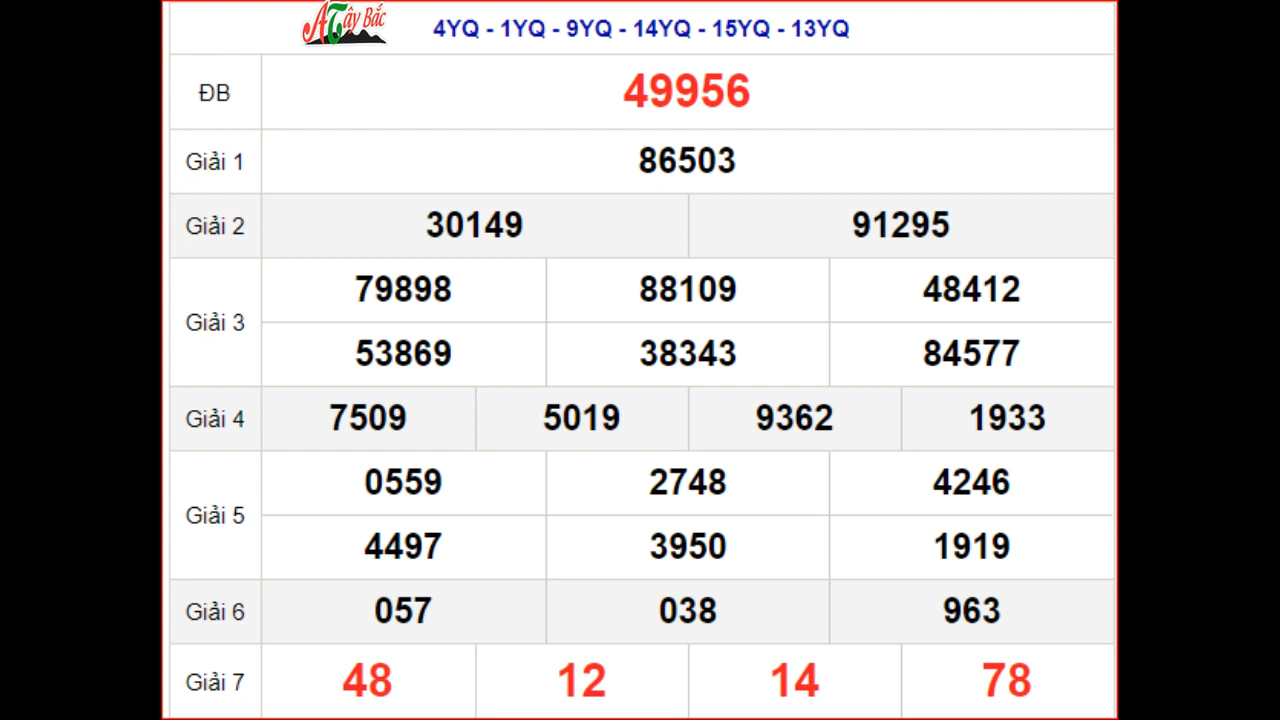 ATây Bắc 4YQ - 1YQ - 9YQ - 14YQ - 15YQ - 13YQ
ĐB 49956
Giải 1 86503
Giải 2 30149 91295
Giải 3 79898 88109 48412
53869 38343 84577
Giải 4 7509 5019 9362 1933
Giải 5 0559 2748 4246
4497 3950 1919
Giải 6 057 038 963
Giải 7 48 12 14 78